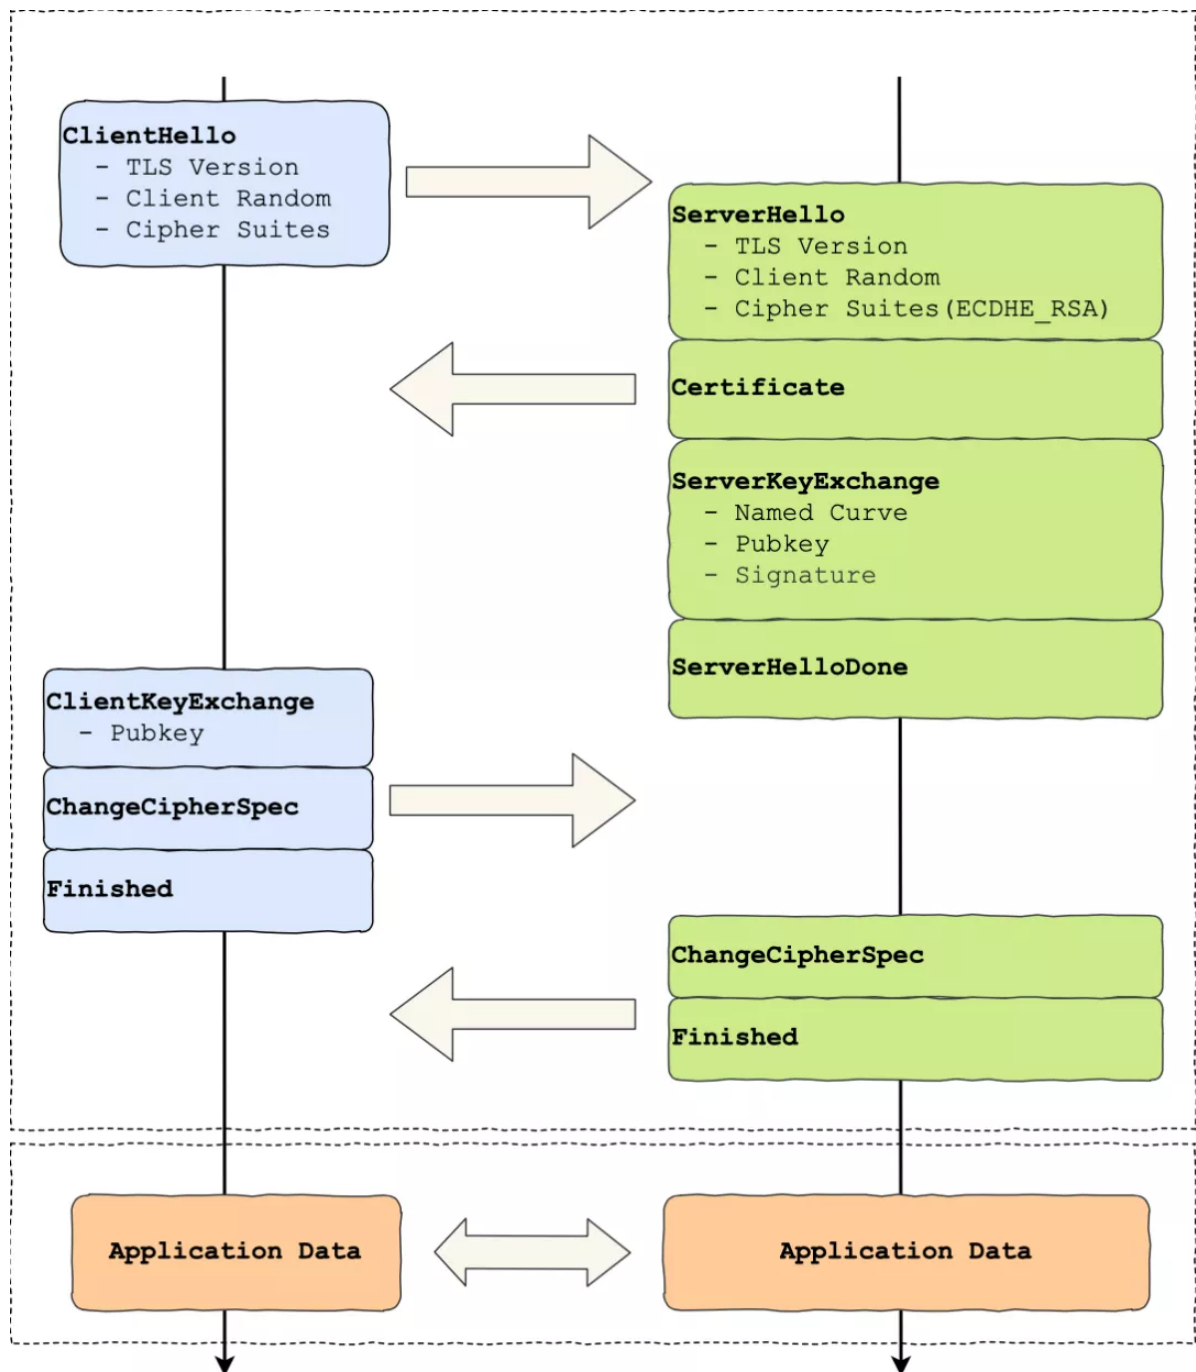 ClientHello
- TLS Version
- Client Random
- Cipher Suites
ServerHello
- TLS Version
- Client Random
- Cipher Suites(ECDHE_RSA)
Certificate
ServerKeyExchange
- Named Curve
- Pubkey
- Signature
ServerHelloDone
ClientKeyExchange
- Pubkey
ChangeCipherSpec
Finished
ChangeCipherSpec
Finished
Application Data
Application Data